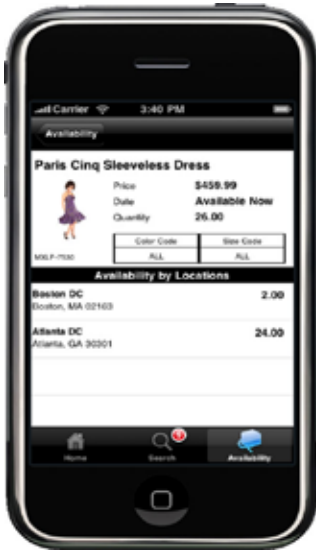 Carrier 3:40 PM
Availability
Paris Cinq Sleeveless Dress
Price $459.99
Date Available Now
Quantity 26.00
Color Code Size Code
ALL ALL
Availability by Locations
Boston DC 2.00
Boston, MA 02163
Atlanta DC 24.00
Atlanta, GA 30301
Home Search Availability